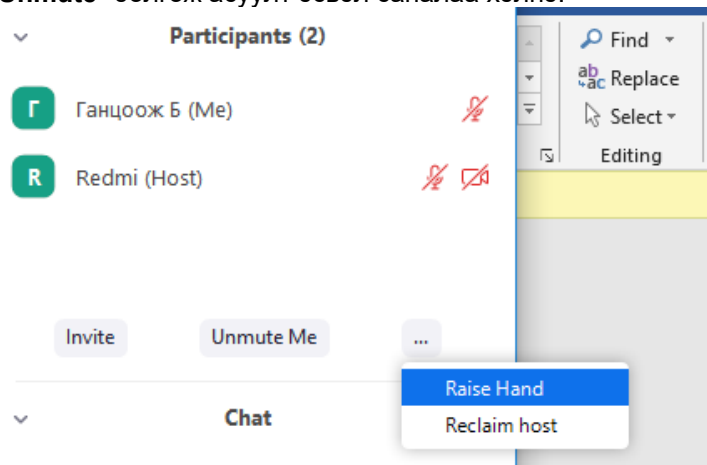 Participants (2)
Г Ганцоож Б (Me)
R Redmi (Host)
Invite Unmute Me ...
Raise Hand
Reclaim host
Chat
Find
Replace
Select
Editing